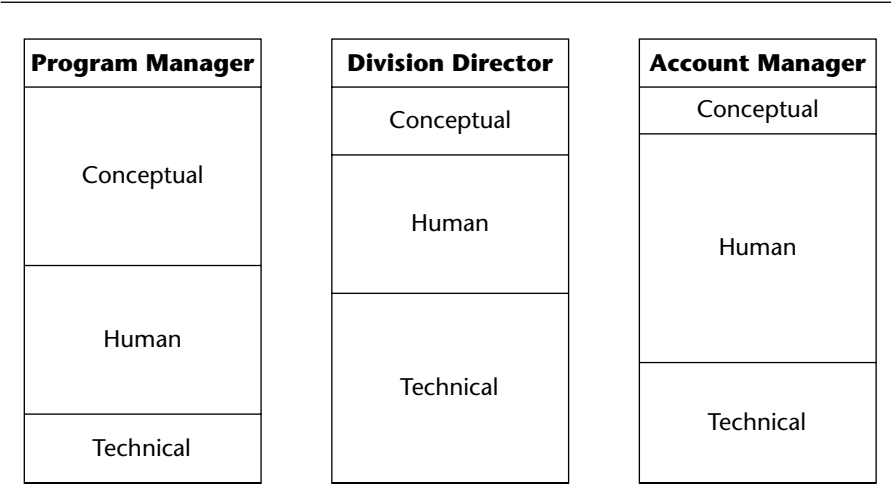 Program Manager
Conceptual
Human
Technical
Division Director
Conceptual
Human
Technical
Account Manager
Conceptual
Human
Technical